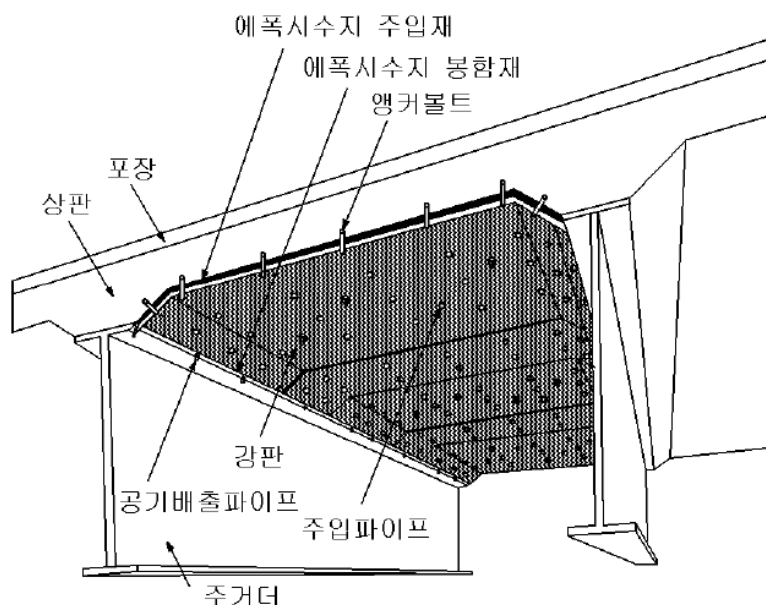 에폭시수지 주입재
에폭시수지 봉함재
앵커볼트
포장
상판
강판
공기배출파이프
주입파이프
주거더